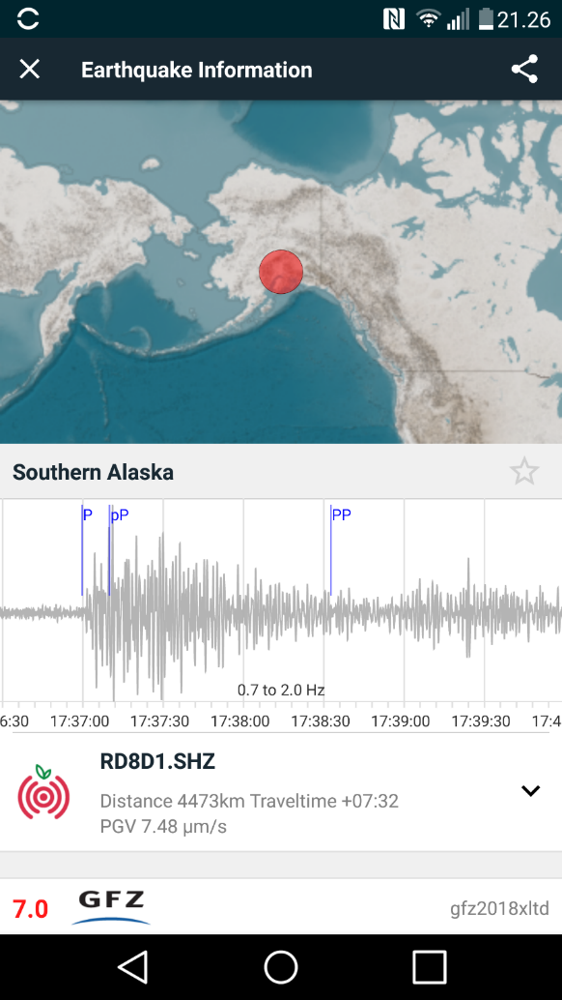 21.26
Earthquake Information
Southern Alaska
P pP PP
0.7 to 2.0 Hz
6:30 17:37:00 17:37:30 17:38:00 17:38:30 17:39:00 17:39:30 17:4
RD8D1.SHZ
Distance 4473km Traveltime +07:32
PGV 7.48 µm/s
7.0 GFZ gfz2018xltd